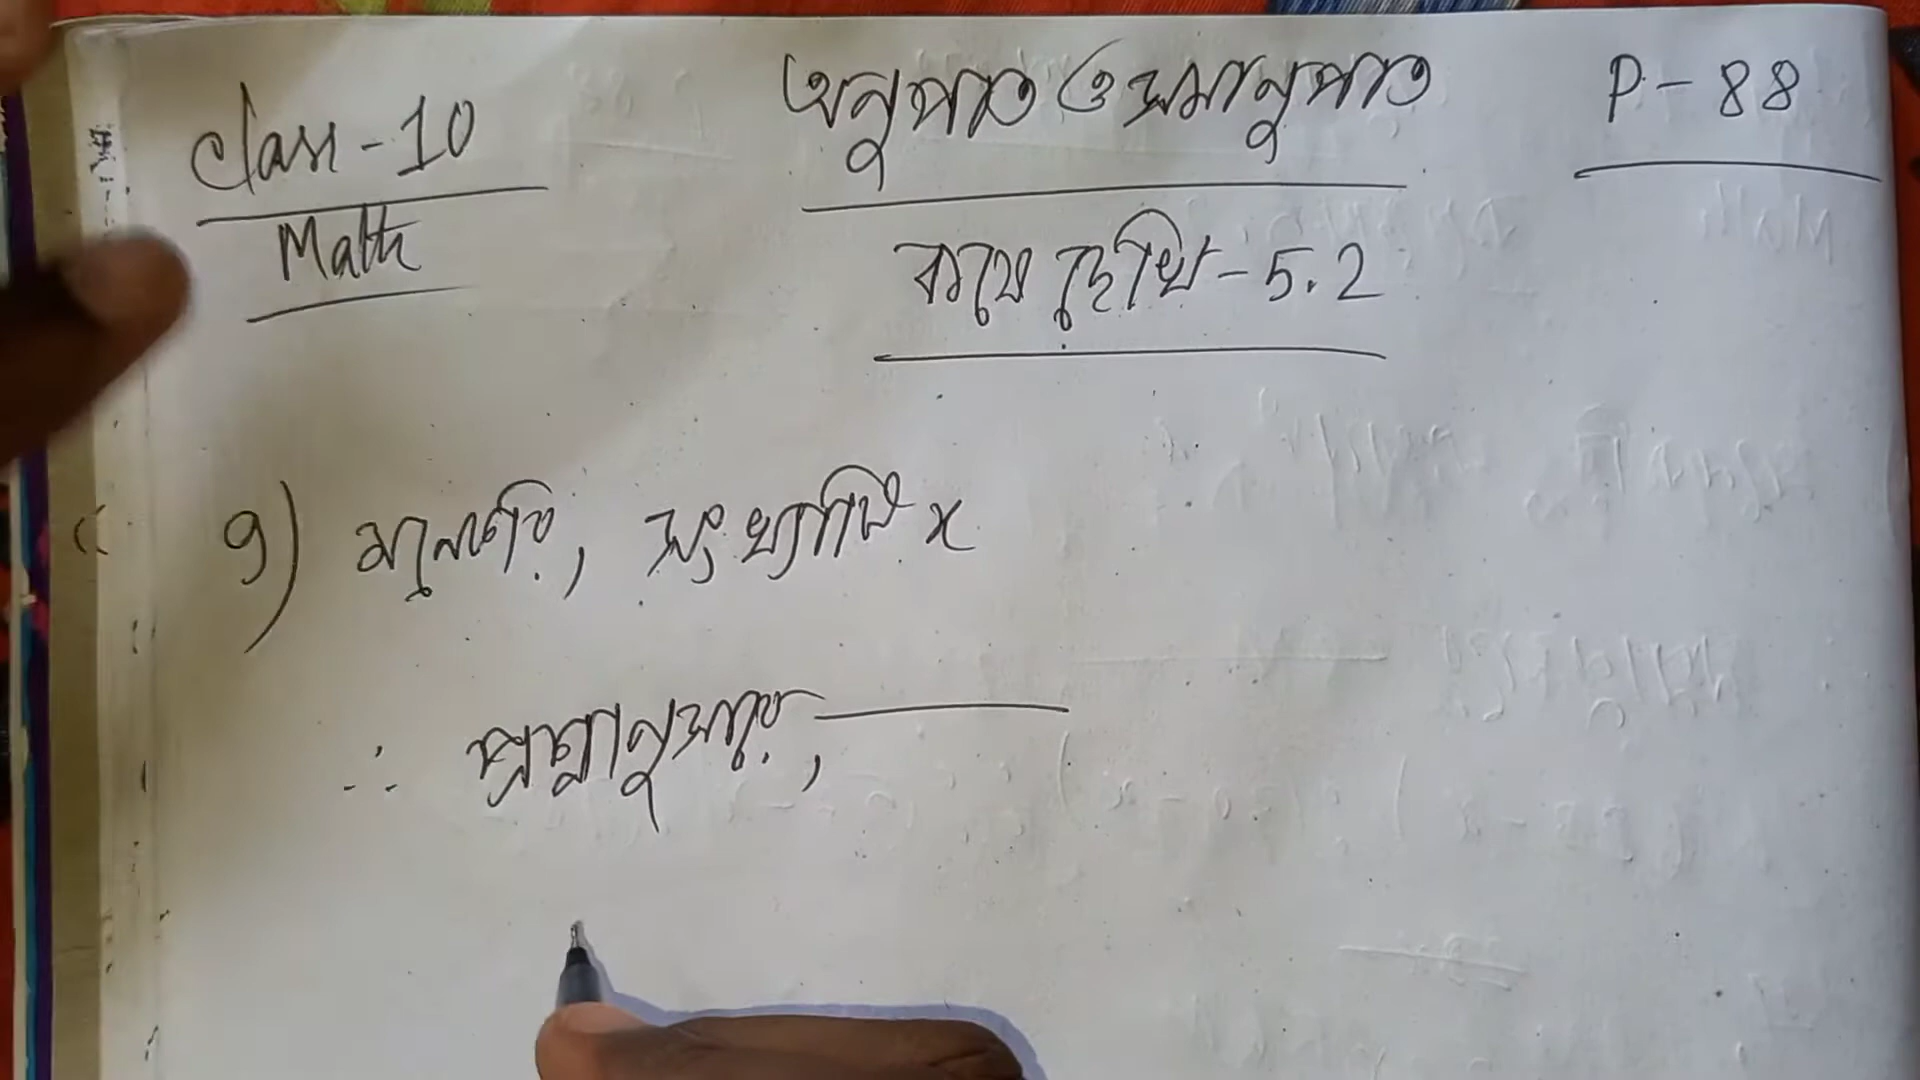 Class-10
Math
অনুপাত ও সমানুপাত
কষে দেখি-5.2
P-88
9) মনেকরি, সংখ্যাটি x
∴ প্রশ্নানুসারে,